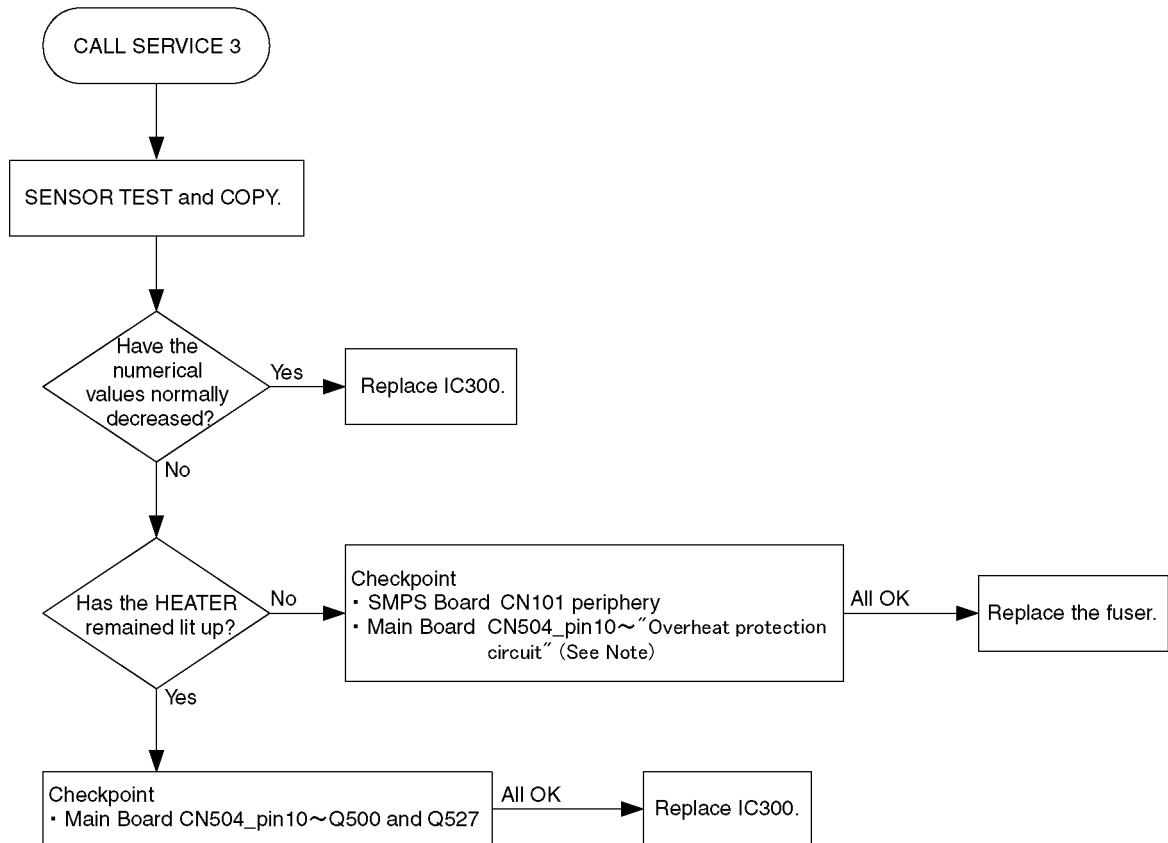 CALL SERVICE 3
SENSOR TEST and COPY.
Have the
numerical
values normally
decreased?
Yes
Replace IC300.
No
Has the HEATER
remained lit up?
No
Checkpoint
・ SMPS Board CN101 periphery
・ Main Board CN504_pin10～"Overheat protection
circuit" (See Note)
All OK
Replace the fuser.
Yes
Checkpoint
・ Main Board CN504_pin10～Q500 and Q527
All OK
Replace IC300.